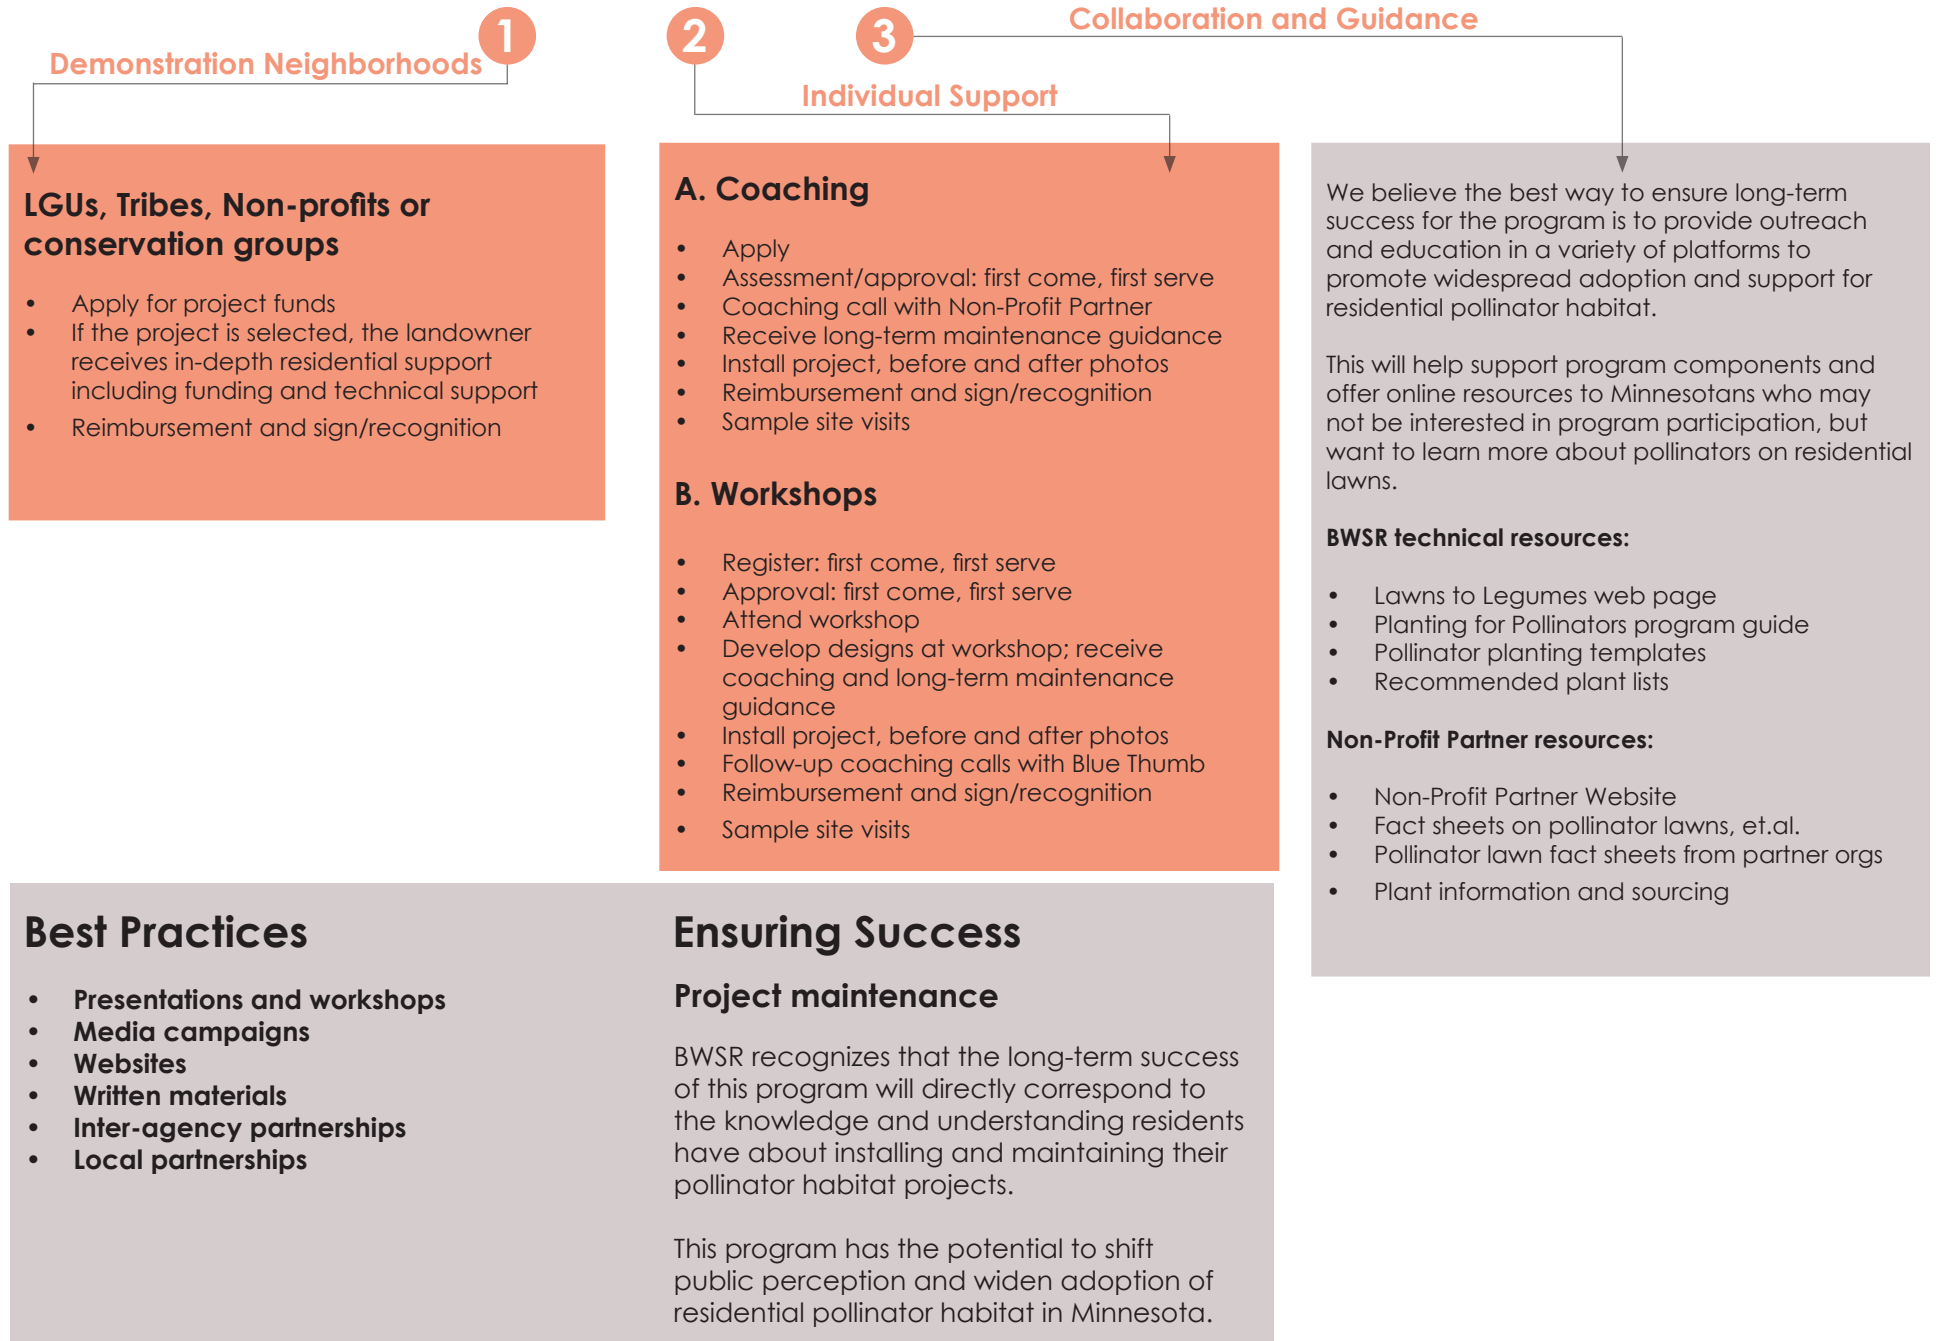 1
Demonstration Neighborhoods
2
Individual Support
3
Collaboration and Guidance
LGUs, Tribes, Non-profits or
conservation groups
• Apply for project funds
• If the project is selected, the landowner
receives in-depth residential support
including funding and technical support
• Reimbursement and sign/recognition
A. Coaching
• Apply
• Assessment/approval: first come, first serve
• Coaching call with Non-Profit Partner
• Receive long-term maintenance guidance
• Install project, before and after photos
• Reimbursement and sign/recognition
• Sample site visits
B. Workshops
• Register: first come, first serve
• Approval: first come, first serve
• Attend workshop
• Develop designs at workshop; receive
coaching and long-term maintenance
guidance
• Install project, before and after photos
• Follow-up coaching calls with Blue Thumb
• Reimbursement and sign/recognition
• Sample site visits
We believe the best way to ensure long-term
success for the program is to provide outreach
and education in a variety of platforms to
promote widespread adoption and support for
residential pollinator habitat.
This will help support program components and
offer online resources to Minnesotans who may
not be interested in program participation, but
want to learn more about pollinators on residential
lawns.
BWSR technical resources:
• Lawns to Legumes web page
• Planting for Pollinators program guide
• Pollinator planting templates
• Recommended plant lists
Non-Profit Partner resources:
• Non-Profit Partner Website
• Fact sheets on pollinator lawns, et.al.
• Pollinator lawn fact sheets from partner orgs
• Plant information and sourcing
Best Practices
• Presentations and workshops
• Media campaigns
• Websites
• Written materials
• Inter-agency partnerships
• Local partnerships
Ensuring Success
Project maintenance
BWSR recognizes that the long-term success
of this program will directly correspond to
the knowledge and understanding residents
have about installing and maintaining their
pollinator habitat projects.
This program has the potential to shift
public perception and widen adoption of
residential pollinator habitat in Minnesota.